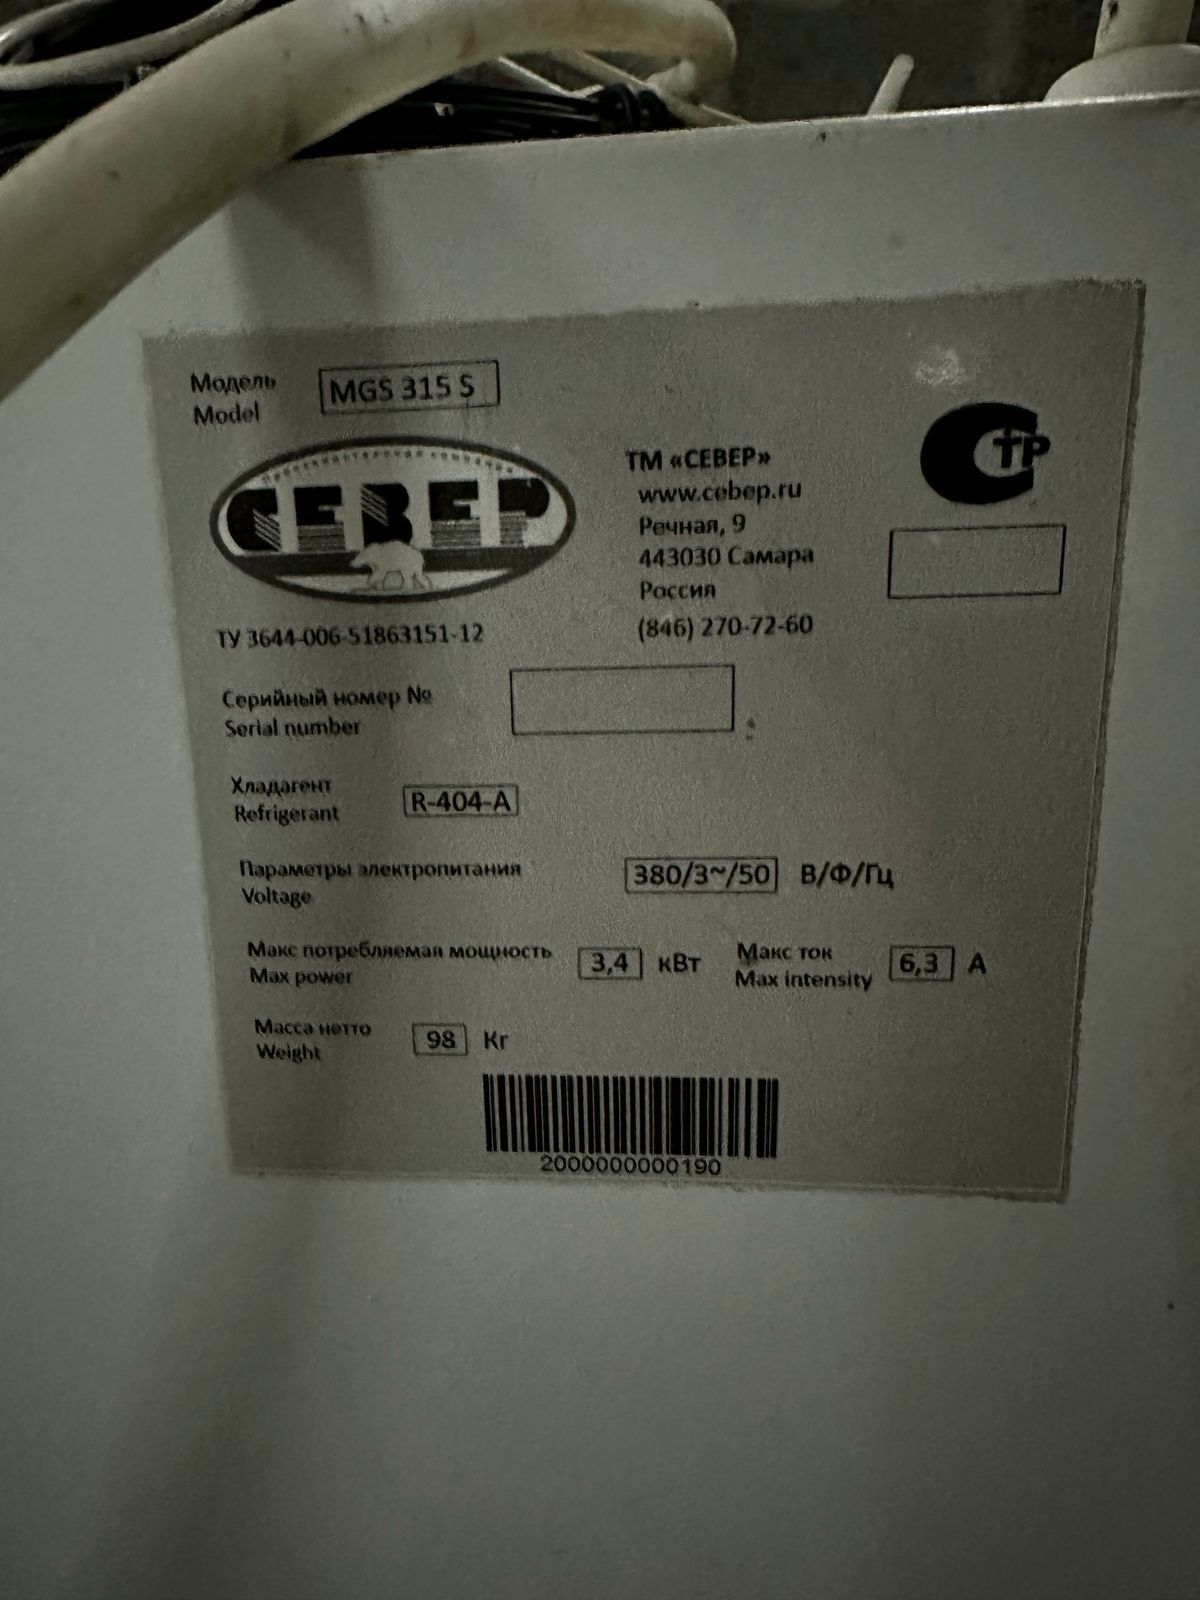 Модель
Model
MGS 315 S
СЕВЕР
ТУ 3644-006-51863151-12
ТМ «СЕВЕР»
www.cebep.ru
Речная, 9
443030 Самара
Россия
(846) 270-72-60
СТР
Серийный номер №
Serial number
Хладагент
Refrigerant
R-404-A
Параметры электропитания
Voltage
380/3~/50 В/Ф/Гц
Макс потребляемая мощность
Max power
3,4 кВт
Макс ток
Max intensity
6,3 А
Масса нетто
Weight
98 Кг
2000000000190